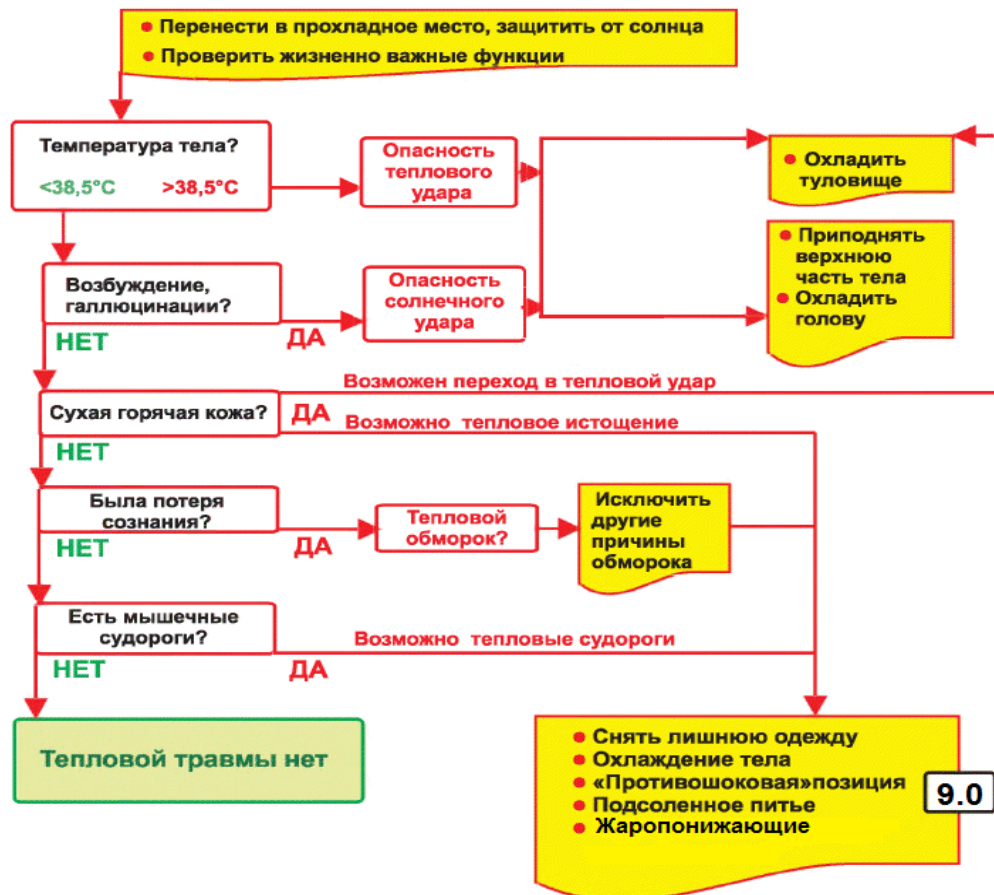 • Перенести в прохладное место, защитить от солнца
• Проверить жизненно важные функции
Температура тела?
<38,5°C >38,5°C
Опасность
теплового
удара
• Охладить
туловище
• Приподнять
верхнюю
часть тела
• Охладить
голову
Возбуждение,
галлюцинации?
НЕТ
ДА
Опасность
солнечного
удара
Возможен переход в тепловой удар
Сухая горячая кожа?
ДА
Возможно тепловое истощение
НЕТ
Была потеря
сознания?
НЕТ
ДА
Тепловой
обморок?
Исключить
другие
причины
обморока
Есть мышечные
судороги?
Возможно тепловые судороги
НЕТ
ДА
Тепловой травмы нет
• Снять лишнюю одежду
• Охлаждение тела
• «Противошоковая»позиция
• Подсоленное питье
• Жаропонижающие
9.0